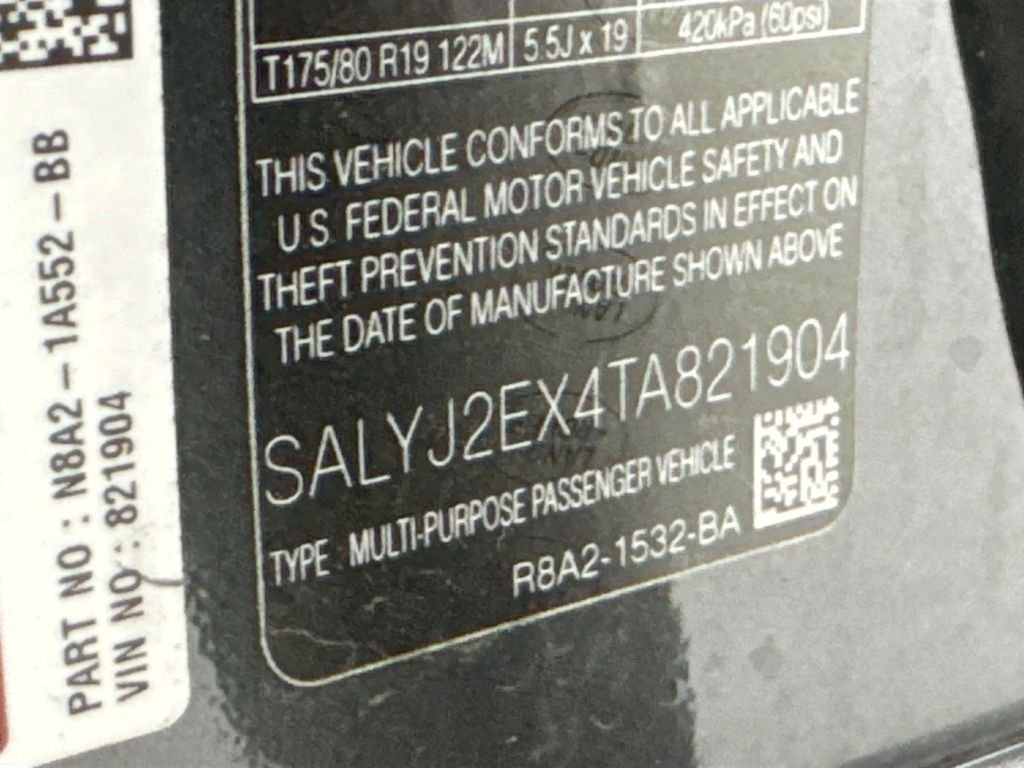 T175/80 R19 122M 5.5J x 19 420kPa (60psi)
THIS VEHICLE CONFORMS TO ALL APPLICABLE
U.S. FEDERAL MOTOR VEHICLE SAFETY AND
THEFT PREVENTION STANDARDS IN EFFECT ON
THE DATE OF MANUFACTURE SHOWN ABOVE
SALYJ2EX4TA821904
TYPE : MULTI-PURPOSE PASSENGER VEHICLE
R8A2-1532-BA
PART NO : N8A2-1A552-BB
VIN NO : 821904